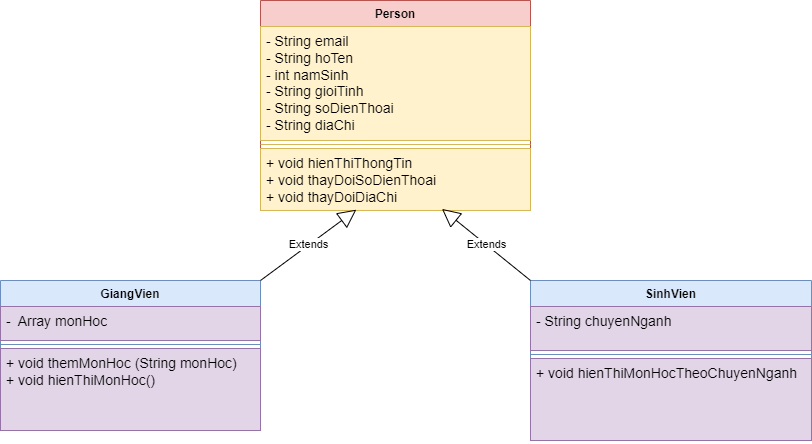 Person
- String email
- String hoTen
- int namSinh
- String gioiTinh
- String soDienThoai
- String diaChi
+ void hienThiThongTin
+ void thayDoiSoDienThoai
+ void thayDoiDiaChi
Extends
Extends
GiangVien
- Array monHoc
+ void themMonHoc (String monHoc)
+ void hienThiMonHoc()
SinhVien
- String chuyenNganh
+ void hienThiMonHocTheoChuyenNganh